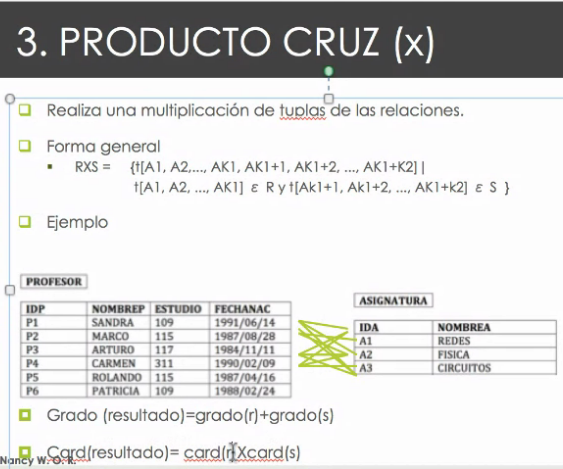 3. PRODUCTO CRUZ (x)
Realiza una multiplicación de tuplas de las relaciones.
Forma general
RXS = {t[A1, A2,..., AK1, AK1+1, AK1+2, ..., AK1+K2] |
t[A1, A2, ..., AK1] ε R y t[Ak1+1, Ak1+2, ..., AK1+k2] ε S }
Ejemplo
PROFESOR
IDP NOMBREP ESTUDIO FECHANAC
P1 SANDRA 109 1991/06/14
P2 MARCO 115 1987/08/28
P3 ARTURO 117 1984/11/11
P4 CARMEN 311 1990/02/09
P5 ROLANDO 115 1987/04/16
P6 PATRICIA 109 1988/02/24
ASIGNATURA
IDA NOMBREA
A1 REDES
A2 FISICA
A3 CIRCUITOS
Grado (resultado)=grado(r)+grado(s)
Card(resultado)= card(r)Xcard(s)
Nancy W. O. R.